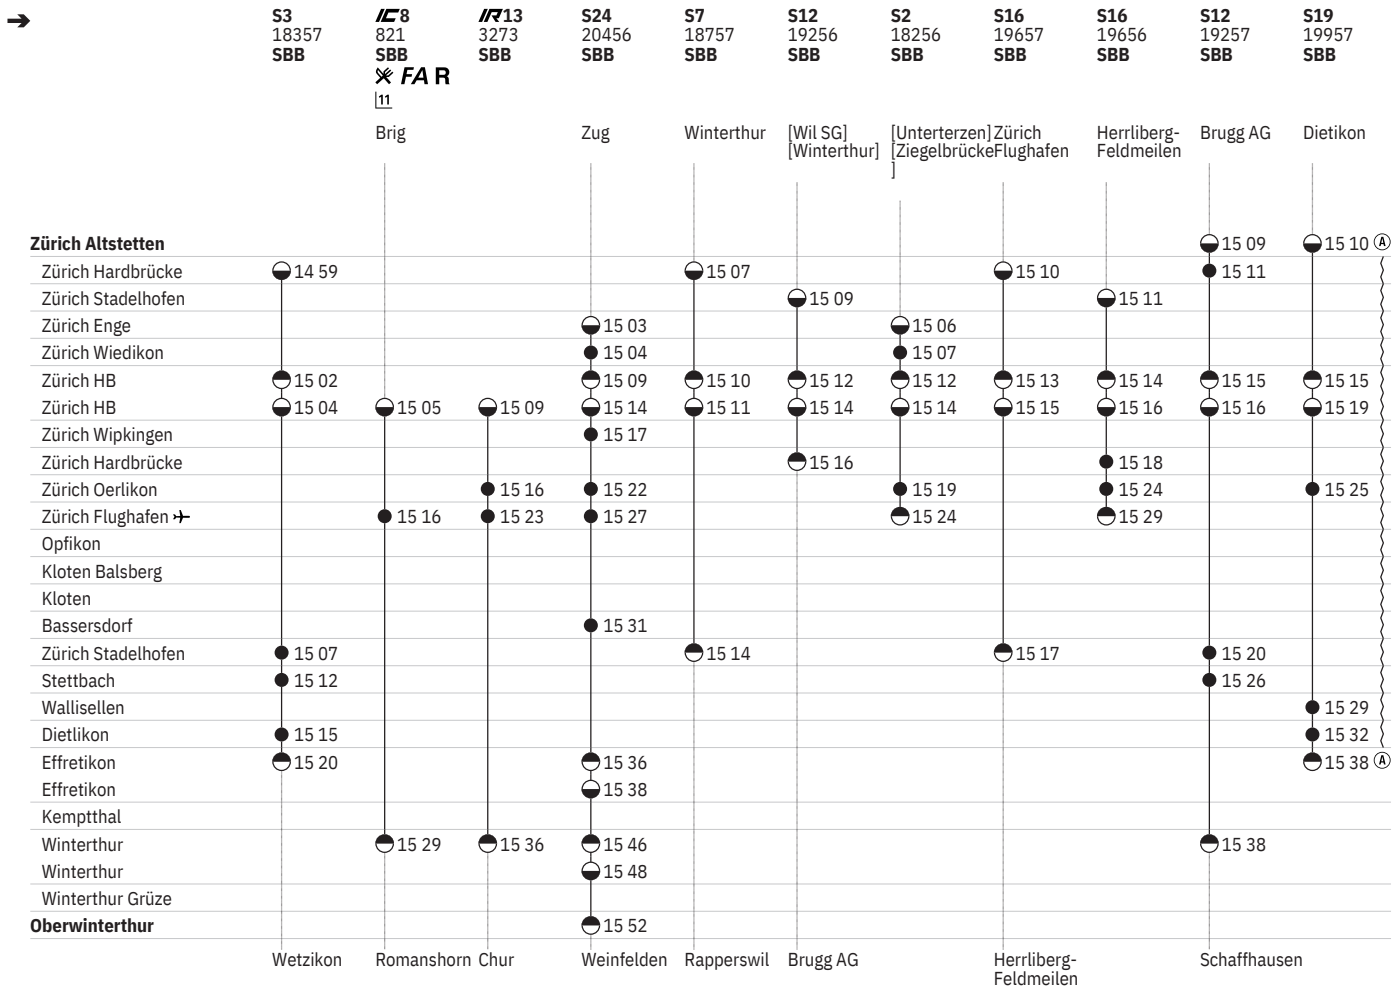 ➔ S3 IC8 IR13 S24 S7 S12 S2 S16 S16 S12 S19
18357 821 3273 20456 18757 19256 18256 19657 19656 19257 19957
SBB SBB SBB SBB SBB SBB SBB SBB SBB SBB SBB
FA R
11
Brig Zug Winterthur [Wil SG] [Unterterzen] Zürich Herrliberg- Brugg AG Dietikon
[Winterthur] [Ziegelbrücke Flughafen Feldmeilen
]
Zürich Altstetten 15 09 15 10 A
Zürich Hardbrücke 14 59 15 07 15 10 15 11
Zürich Stadelhofen 15 09 15 11
Zürich Enge 15 03 15 06
Zürich Wiedikon 15 04 15 07
Zürich HB 15 02 15 09 15 10 15 12 15 12 15 13 15 14 15 15 15 15
Zürich HB 15 04 15 05 15 09 15 14 15 11 15 14 15 14 15 15 15 16 15 16 15 19
Zürich Wipkingen 15 17
Zürich Hardbrücke 15 16 15 18
Zürich Oerlikon 15 16 15 22 15 19 15 24 15 25
Zürich Flughafen 15 16 15 23 15 27 15 24 15 29
Opfikon
Kloten Balsberg
Kloten
Bassersdorf 15 31
Zürich Stadelhofen 15 07 15 14 15 17 15 20
Stettbach 15 12 15 26
Wallisellen 15 29
Dietlikon 15 15 15 32
Effretikon 15 20 15 36 15 38 A
Effretikon 15 38
Kemptthal
Winterthur 15 29 15 36 15 46 15 38
Winterthur 15 48
Winterthur Grüze
Oberwinterthur 15 52
Wetzikon Romanshorn Chur Weinfelden Rapperswil Brugg AG Herrliberg- Schaffhausen
Feldmeilen